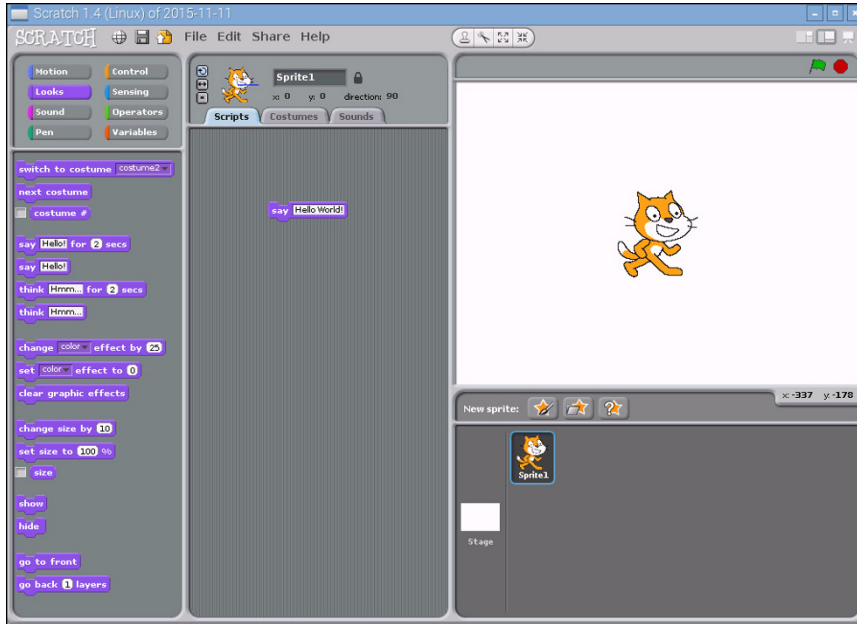 Scratch 1.4 (Linux) of 2015-11-11
SCRATCH File Edit Share Help
Motion Control
Looks Sensing
Sound Operators
Pen Variables
switch to costume costume2
next costume
costume #
say Hello! for 2 secs
say Hello!
think Hmm... for 2 secs
think Hmm...
change color effect by 25
set color effect to 0
clear graphic effects
change size by 10
set size to 100 %
size
show
hide
go to front
go back 1 layers
Sprite1
x: 0 y: 0 direction: 90
Scripts Costumes Sounds
say Hello World!
x: -337 y: -178
New sprite:
Sprite1
Stage